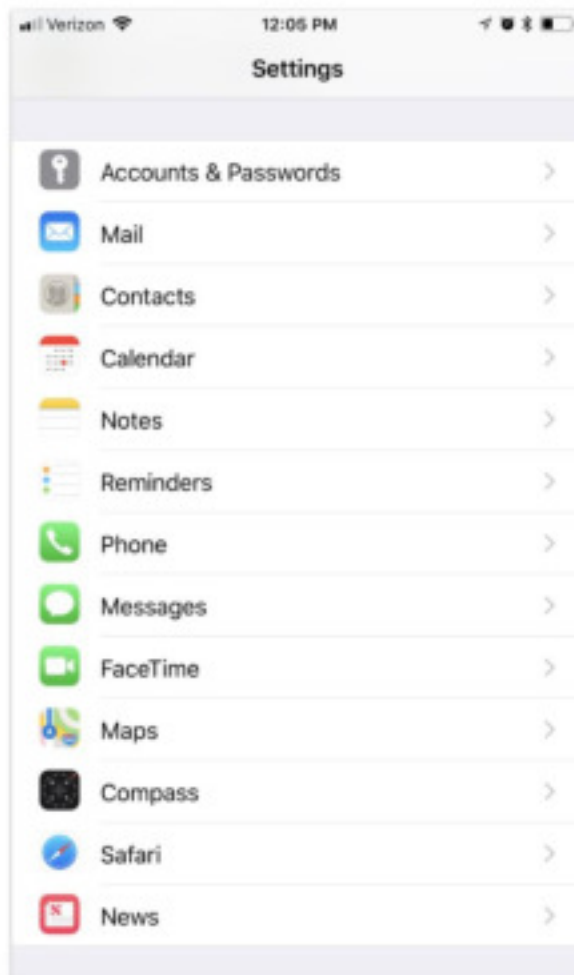 Verizon 12:05 PM
Settings
Accounts & Passwords
Mail
Contacts
Calendar
Notes
Reminders
Phone
Messages
FaceTime
Maps
Compass
Safari
N
News